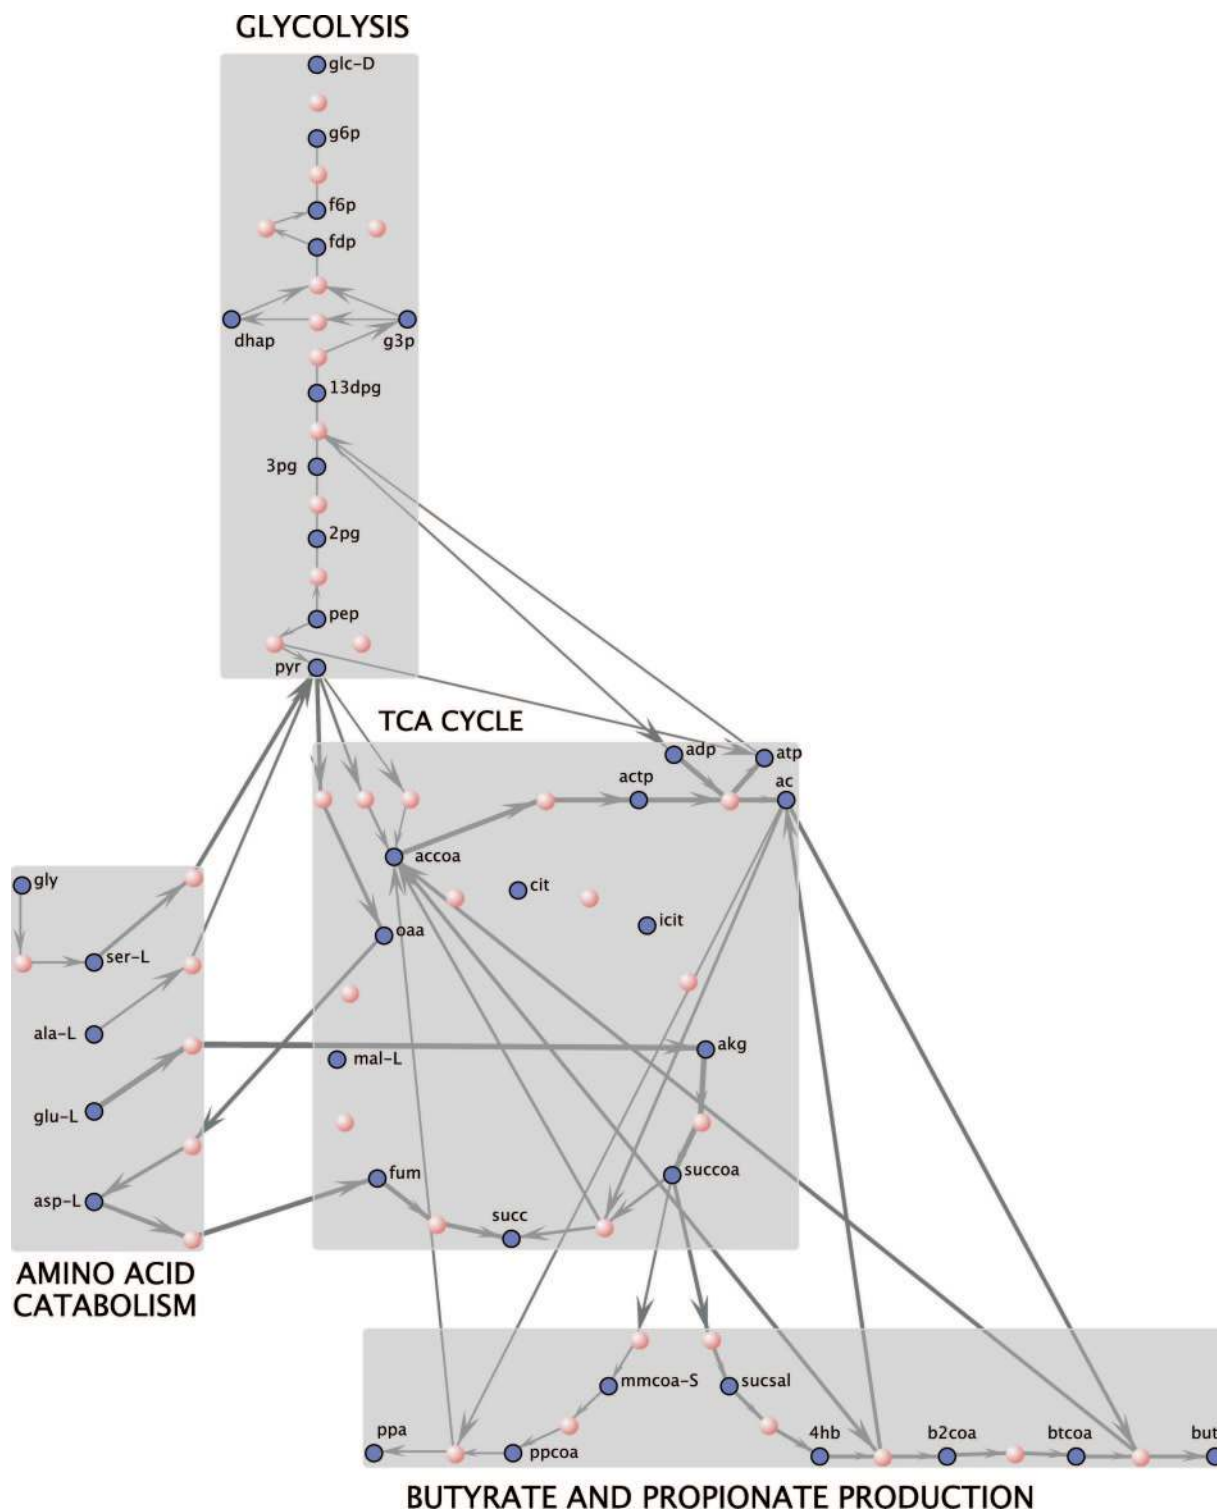 GLYCOLYSIS
glc-D
g6p
f6p
fdp
dhap
g3p
13dpg
3pg
2pg
pep
pyr
TCA CYCLE
adp
atp
actp
ac
accoa
gly
cit
icit
oaa
ser-L
ala-L
mal-L
akg
glu-L
fum
succoa
asp-L
succ
AMINO ACID
CATABOLISM
mmcoa-S
sucsal
ppa
4hb
b2coa
btcoa
but
ppcoa
BUTYRATE AND PROPIONATE PRODUCTION